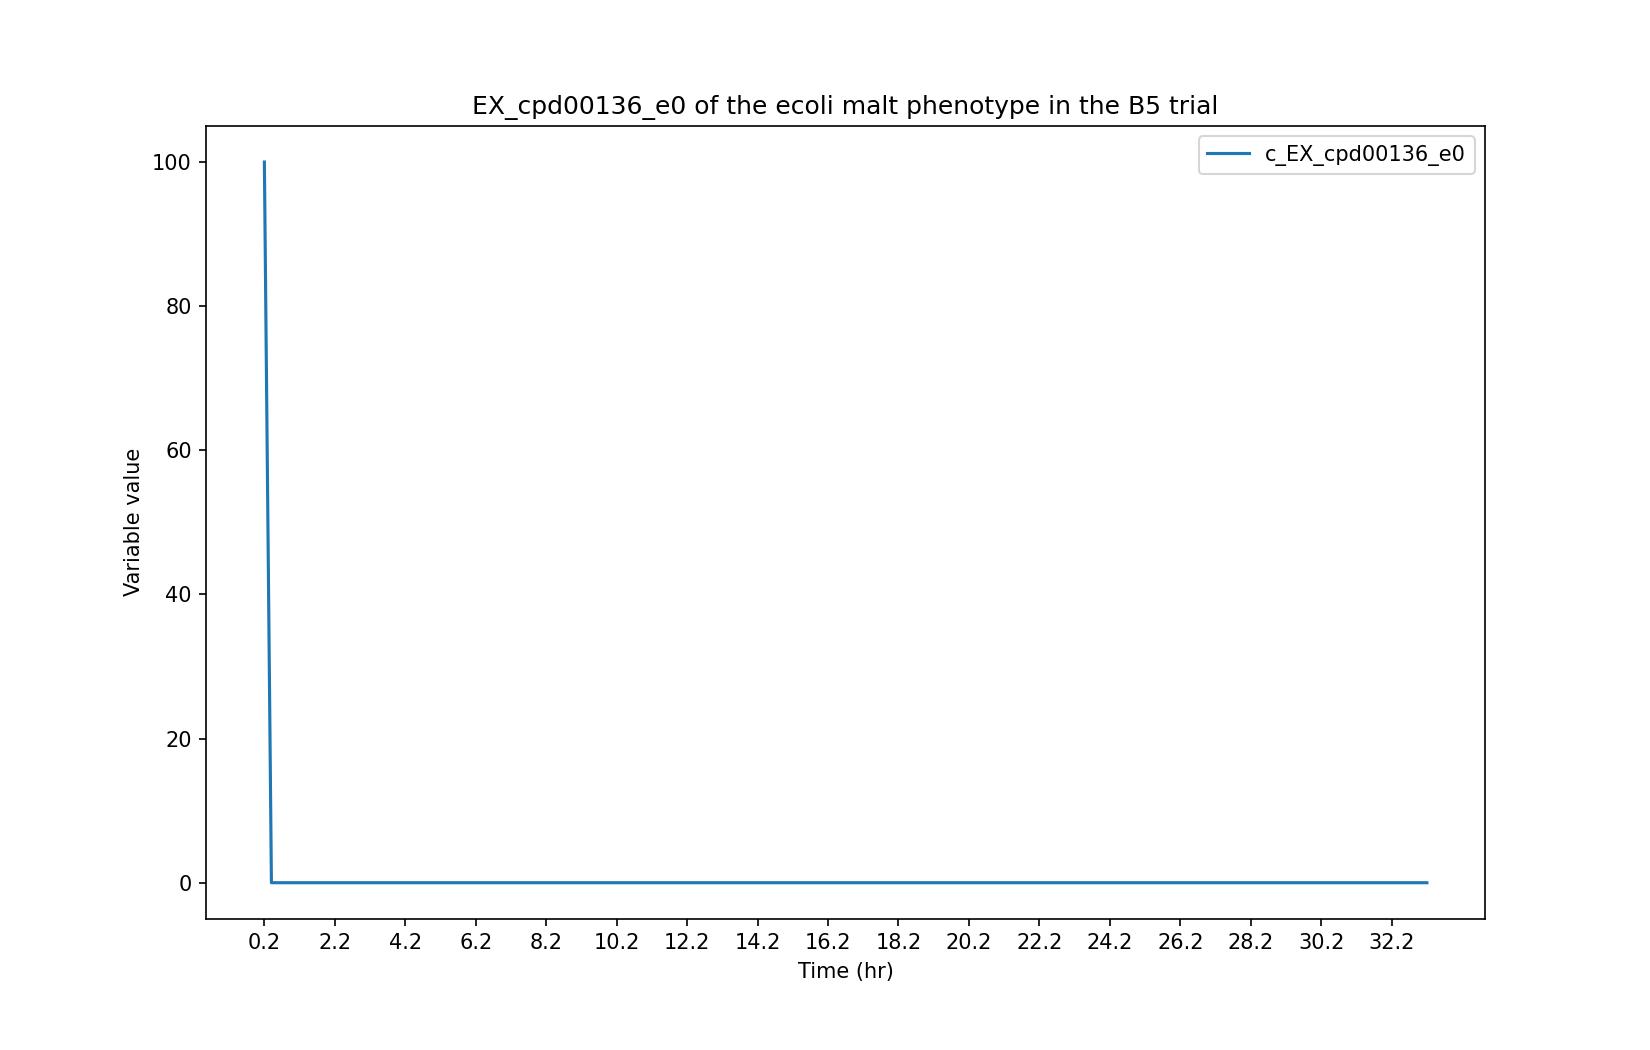 EX_cpd00136_e0 of the ecoli malt phenotype in the B5 trial
c_EX_cpd00136_e0
100
80
60
40
20
0
Variable value
0.2 2.2 4.2 6.2 8.2 10.2 12.2 14.2 16.2 18.2 20.2 22.2 24.2 26.2 28.2 30.2 32.2
Time (hr)